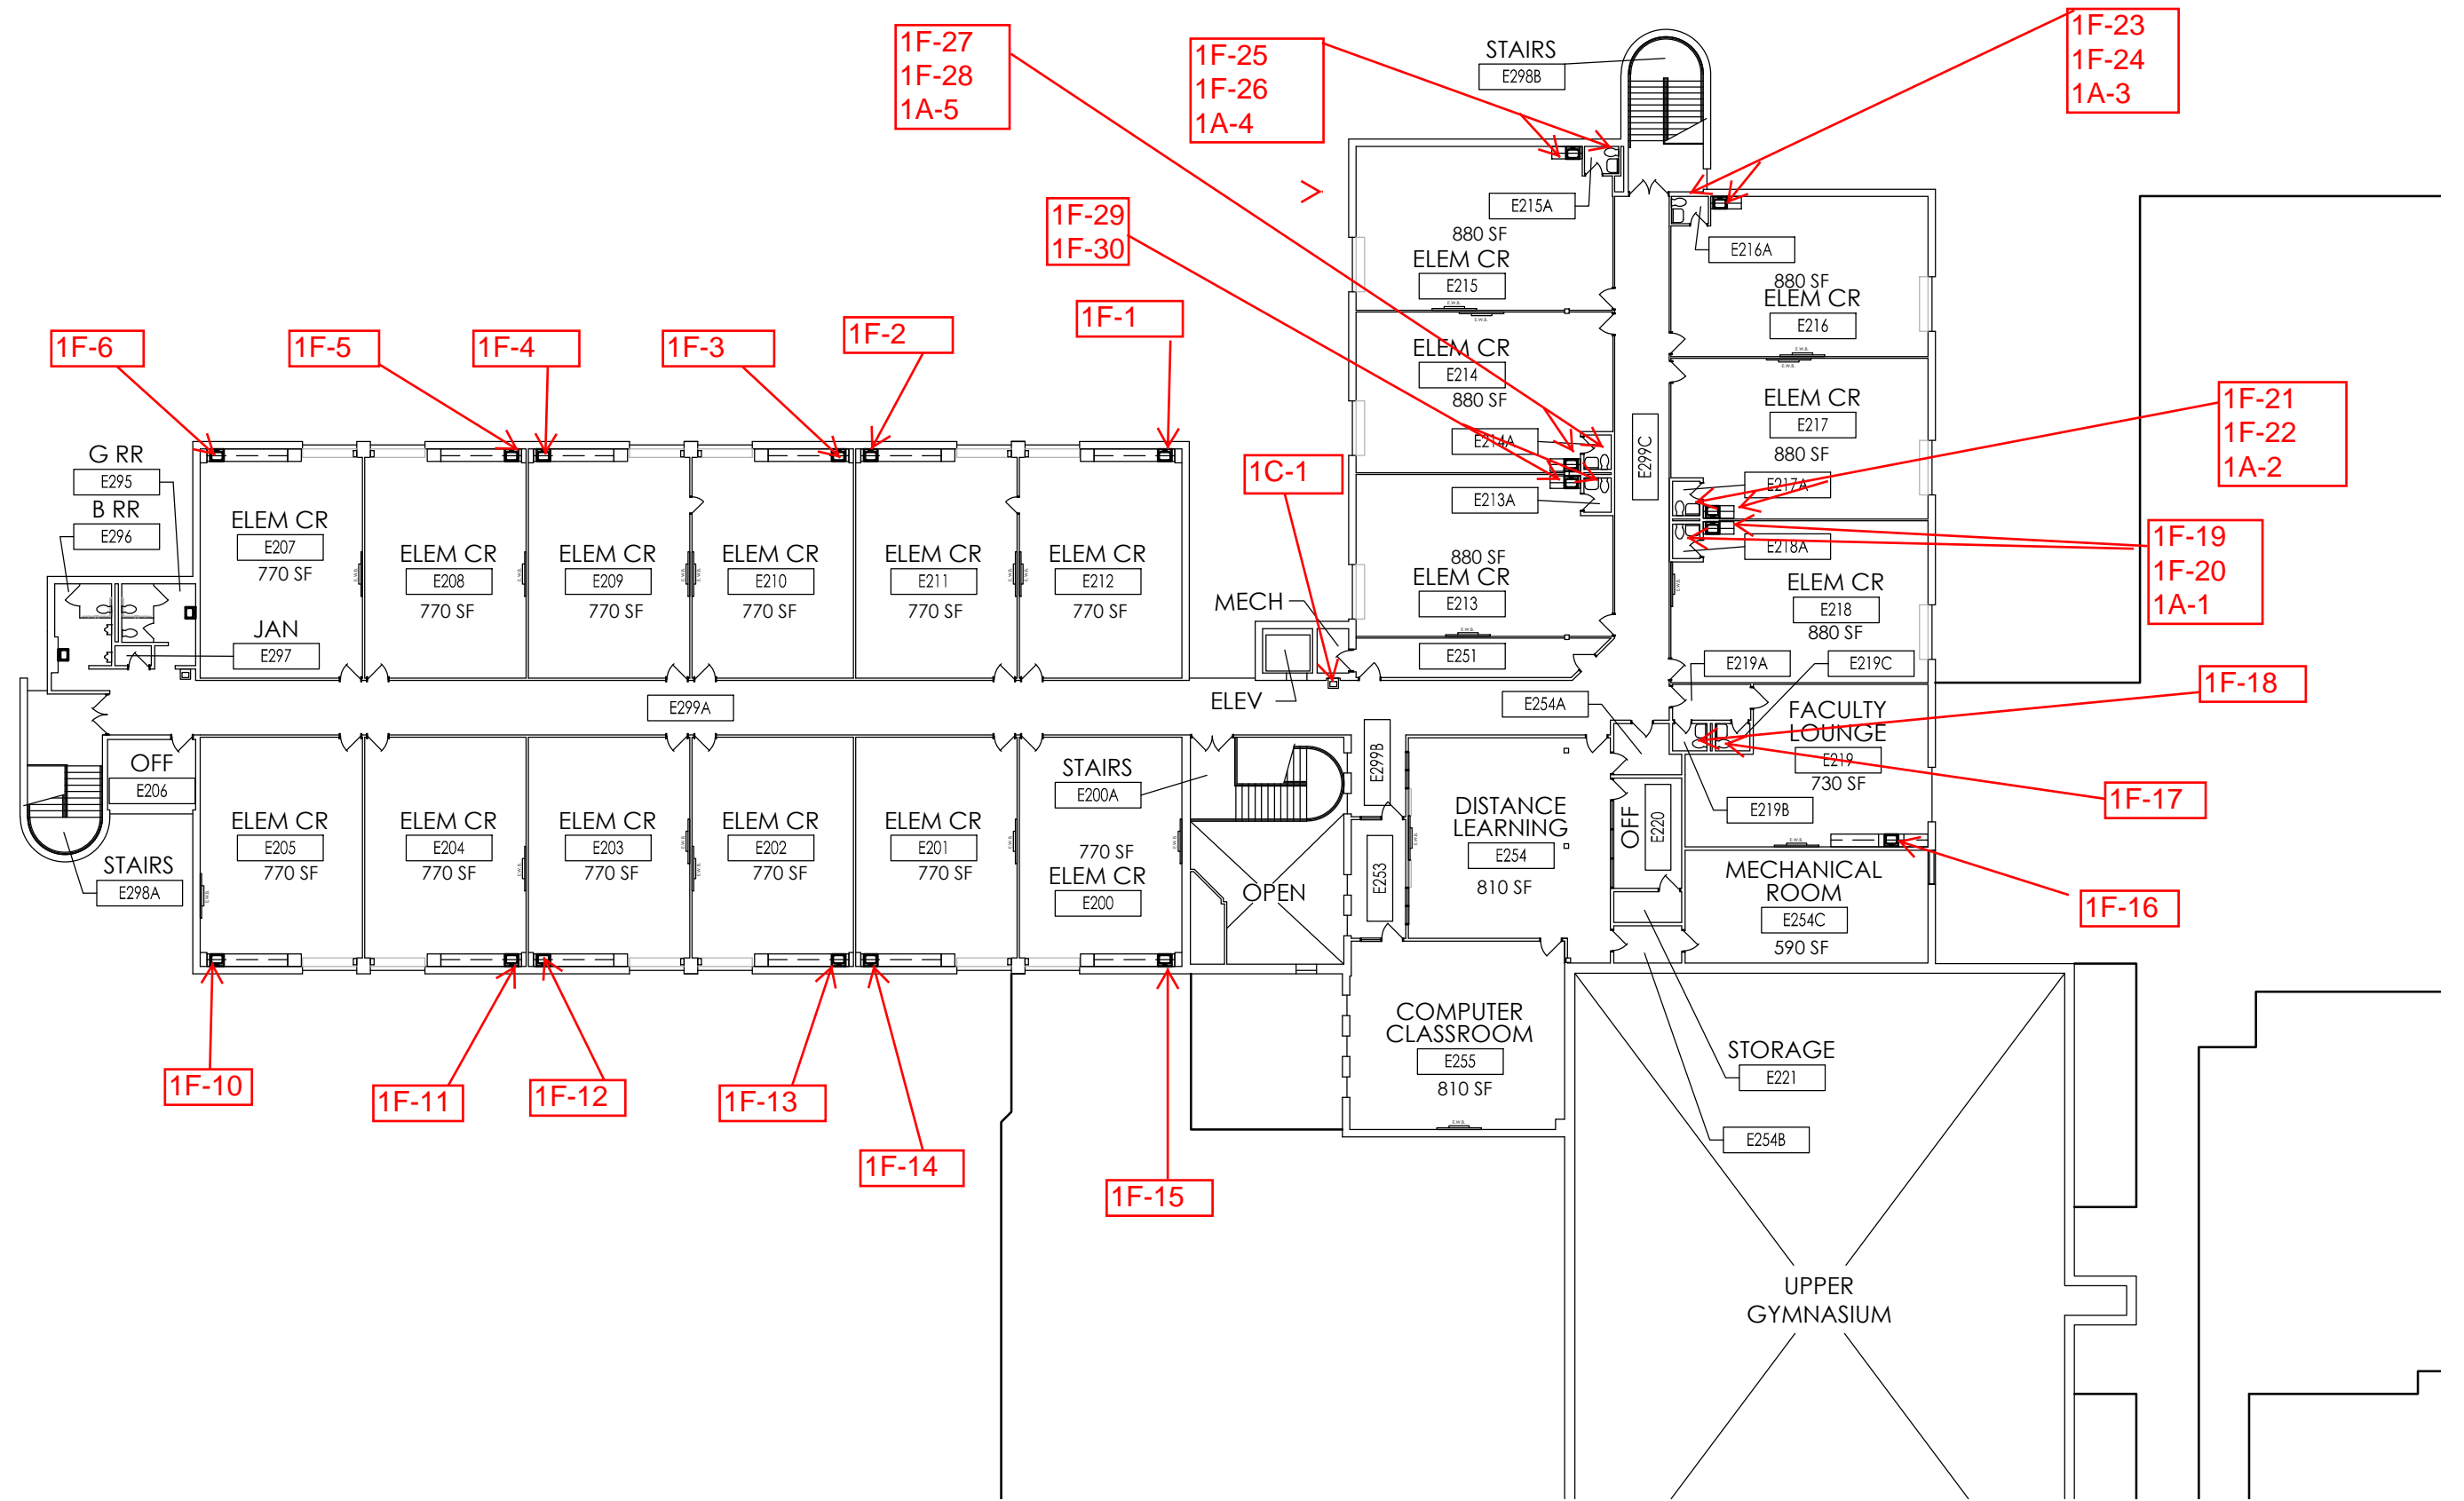 1F-27
1F-28
1A-5
1F-25
1F-26
1A-4
STAIRS
E298B
1F-23
1F-24
1A-3
1F-29
1F-30
E215A
880 SF
ELEM CR
E215
E.W.B.
E.W.B.
E216A
880 SF
ELEM CR
E216
E.W.B.
E.W.B.
1F-6
1F-5
1F-4
1F-3
1F-2
1F-1
ELEM CR
E214
880 SF
E214A
E299C
ELEM CR
E217
880 SF
E217A
1F-21
1F-22
1A-2
G RR
E295
B RR
E296
1C-1
E213A
E218A
1F-19
1F-20
1A-1
ELEM CR
E207
770 SF
E.W.B.
ELEM CR
E208
770 SF
E.W.B.
ELEM CR
E209
770 SF
E.W.B.
E.W.B.
ELEM CR
E210
770 SF
ELEM CR
E211
770 SF
E.W.B.
E.W.B.
ELEM CR
E212
770 SF
880 SF
ELEM CR
E213
E.W.B.
E.W.B.
ELEM CR
E218
880 SF
MECH
JAN
E297
E251
E219A
E219C
1F-18
E299A
ELEV
E254A
FACULTY
LOUNGE
E219
730 SF
E299B
OFF
E206
STAIRS
E200A
E219B
1F-17
DISTANCE
LEARNING
E254
810 SF
E.W.B.
OFF
E220
E.W.B.
ELEM CR
E205
770 SF
E.W.B.
ELEM CR
E204
770 SF
E.W.B.
ELEM CR
E203
770 SF
E.W.B.
E.W.B.
ELEM CR
E202
770 SF
ELEM CR
E201
770 SF
E.W.B.
770 SF
ELEM CR
E200
E.W.B.
STAIRS
E298A
OPEN
E253
MECHANICAL
ROOM
E254C
590 SF
1F-16
COMPUTER
CLASSROOM
E255
810 SF
E.W.B.
STORAGE
E221
E254B
1F-10
1F-11
1F-12
1F-13
1F-14
1F-15
UPPER
GYMNASIUM